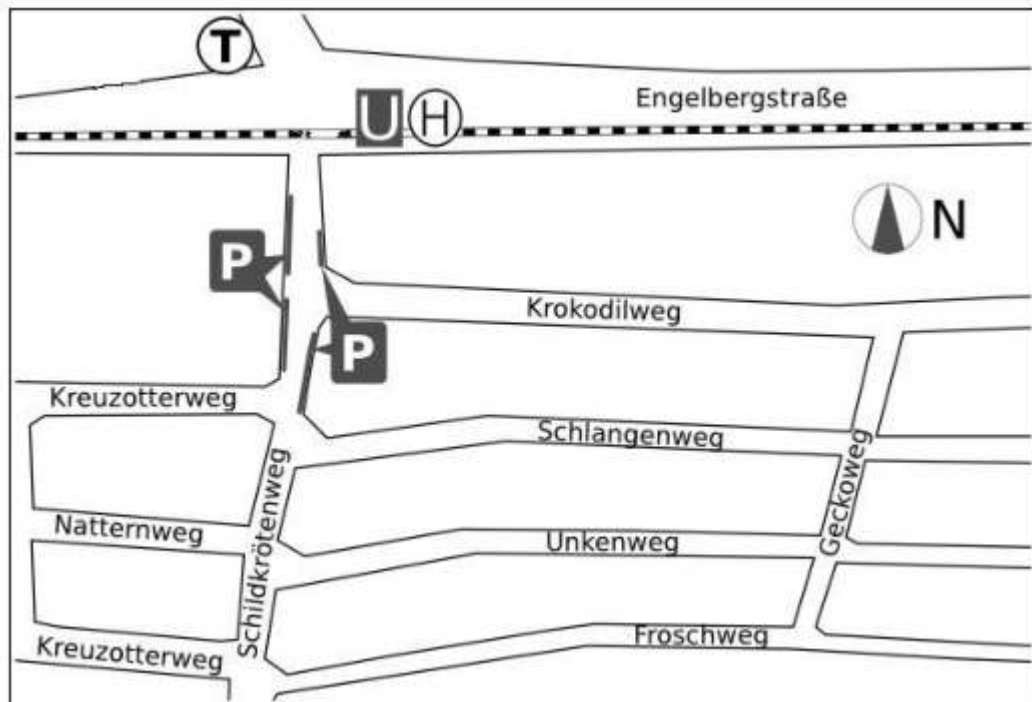 T
U H
Engelbergstraße
N
P
Krokodilweg
P
Kreuzotterweg
Schlangenweg
Schildkrötenweg
Geckoweg
Natternweg
Unkenweg
Froschweg
Kreuzotterweg